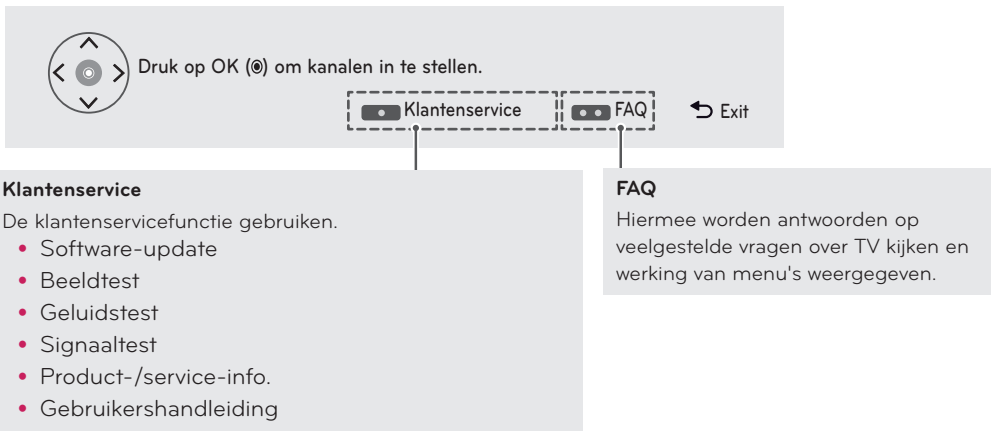 Druk op OK (◉) om kanalen in te stellen.
Klantenservice FAQ Exit
Klantenservice
De klantenservicefunctie gebruiken.
• Software-update
• Beeldtest
• Geluidstest
• Signaaltest
• Product-/service-info.
• Gebruikershandleiding
FAQ
Hiermee worden antwoorden op
veelgestelde vragen over TV kijken en
werking van menu's weergegeven.